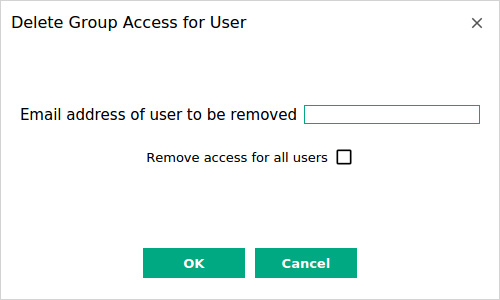 Delete Group Access for User
Email address of user to be removed
Remove access for all users
OK
Cancel